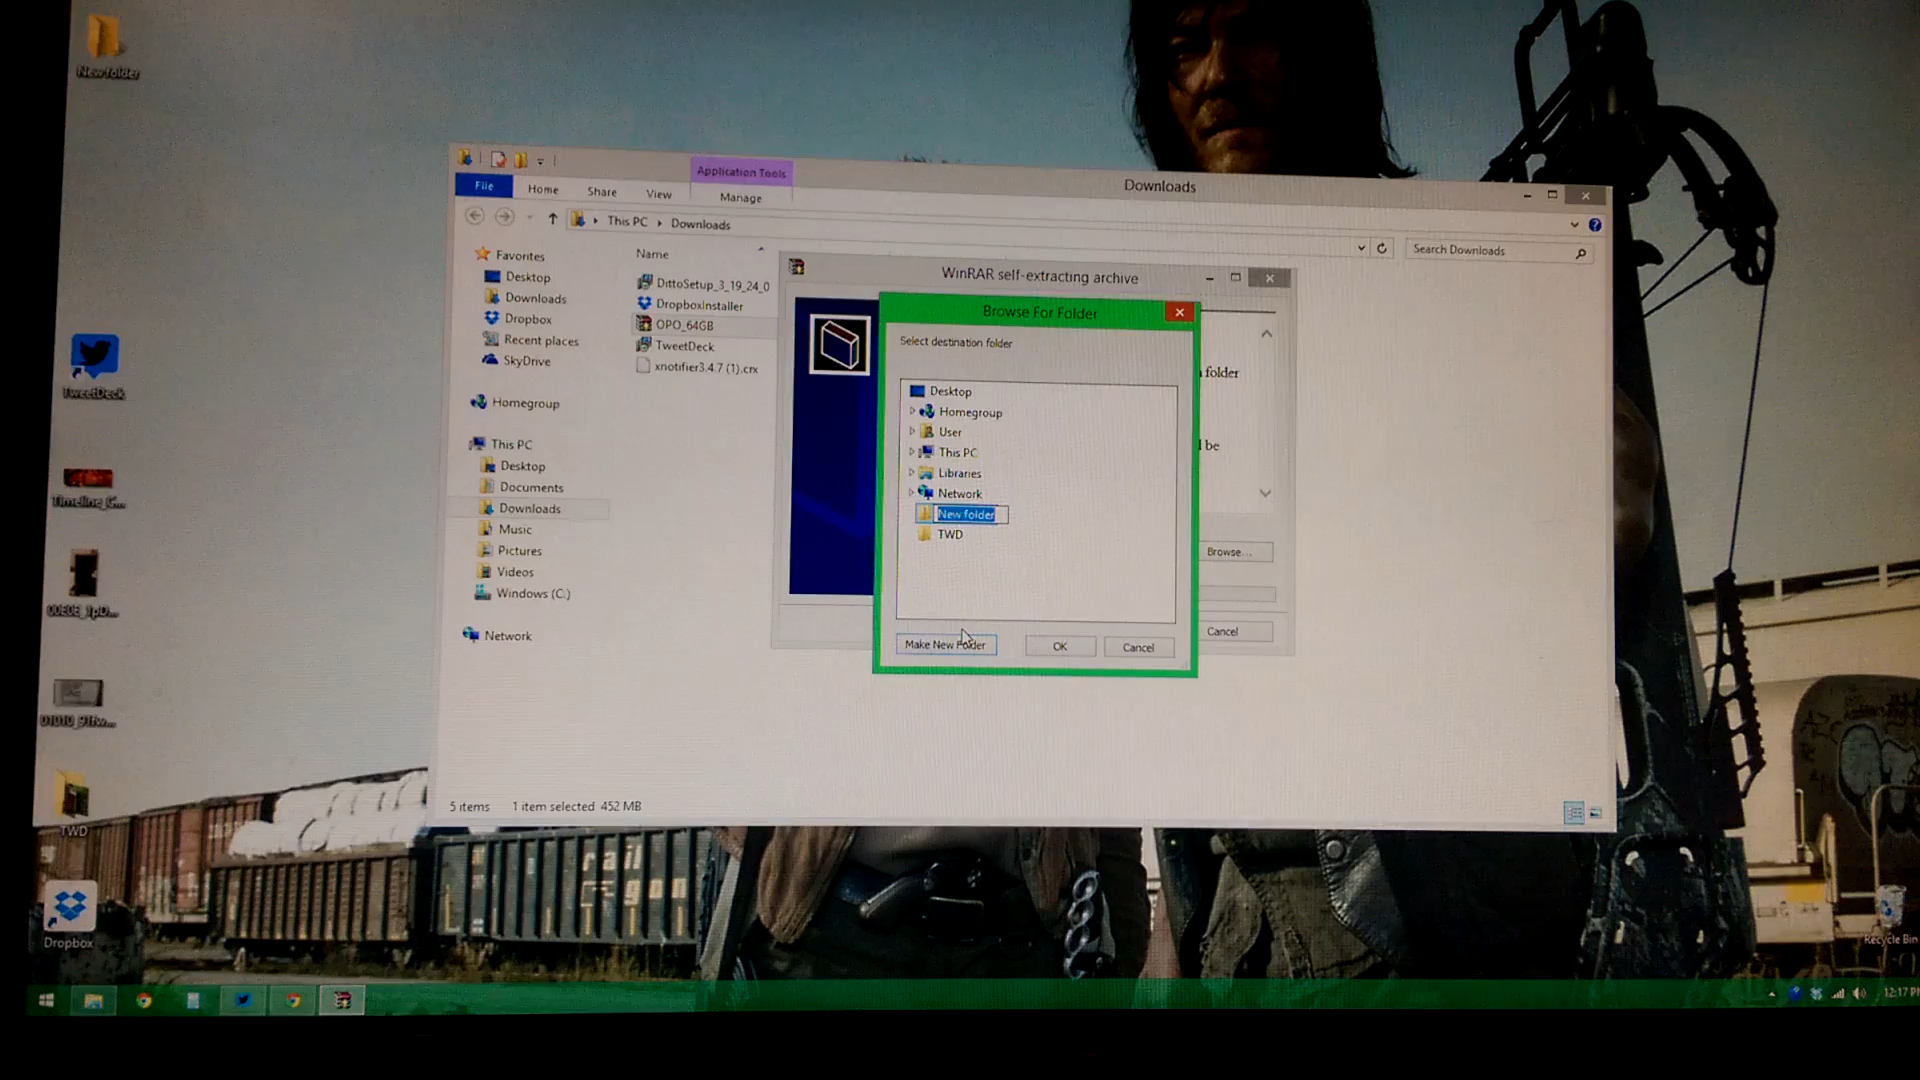 New folder
TweetDeck
TWD
Dropbox
Application Tools
Downloads
File
Home
Share
View
Manage
This PC
Downloads
Search Downloads
Favorites
Desktop
Downloads
Dropbox
Recent places
SkyDrive
Homegroup
This PC
Desktop
Documents
Downloads
Music
Pictures
Videos
Windows (C:)
Network
Name
DittoSetup_3_19_24_0
DropboxInstaller
OPO_64GB
TweetDeck
xnotifier3.4.7 (1).crx
5 items 1 item selected 452 MB
WinRAR self-extracting archive
folder
be
Browse...
Cancel
Browse For Folder
Select destination folder
Desktop
Homegroup
User
This PC
Libraries
Network
New folder
TWD
Make New Folder
OK
Cancel
rail
Recycle Bin
12:17